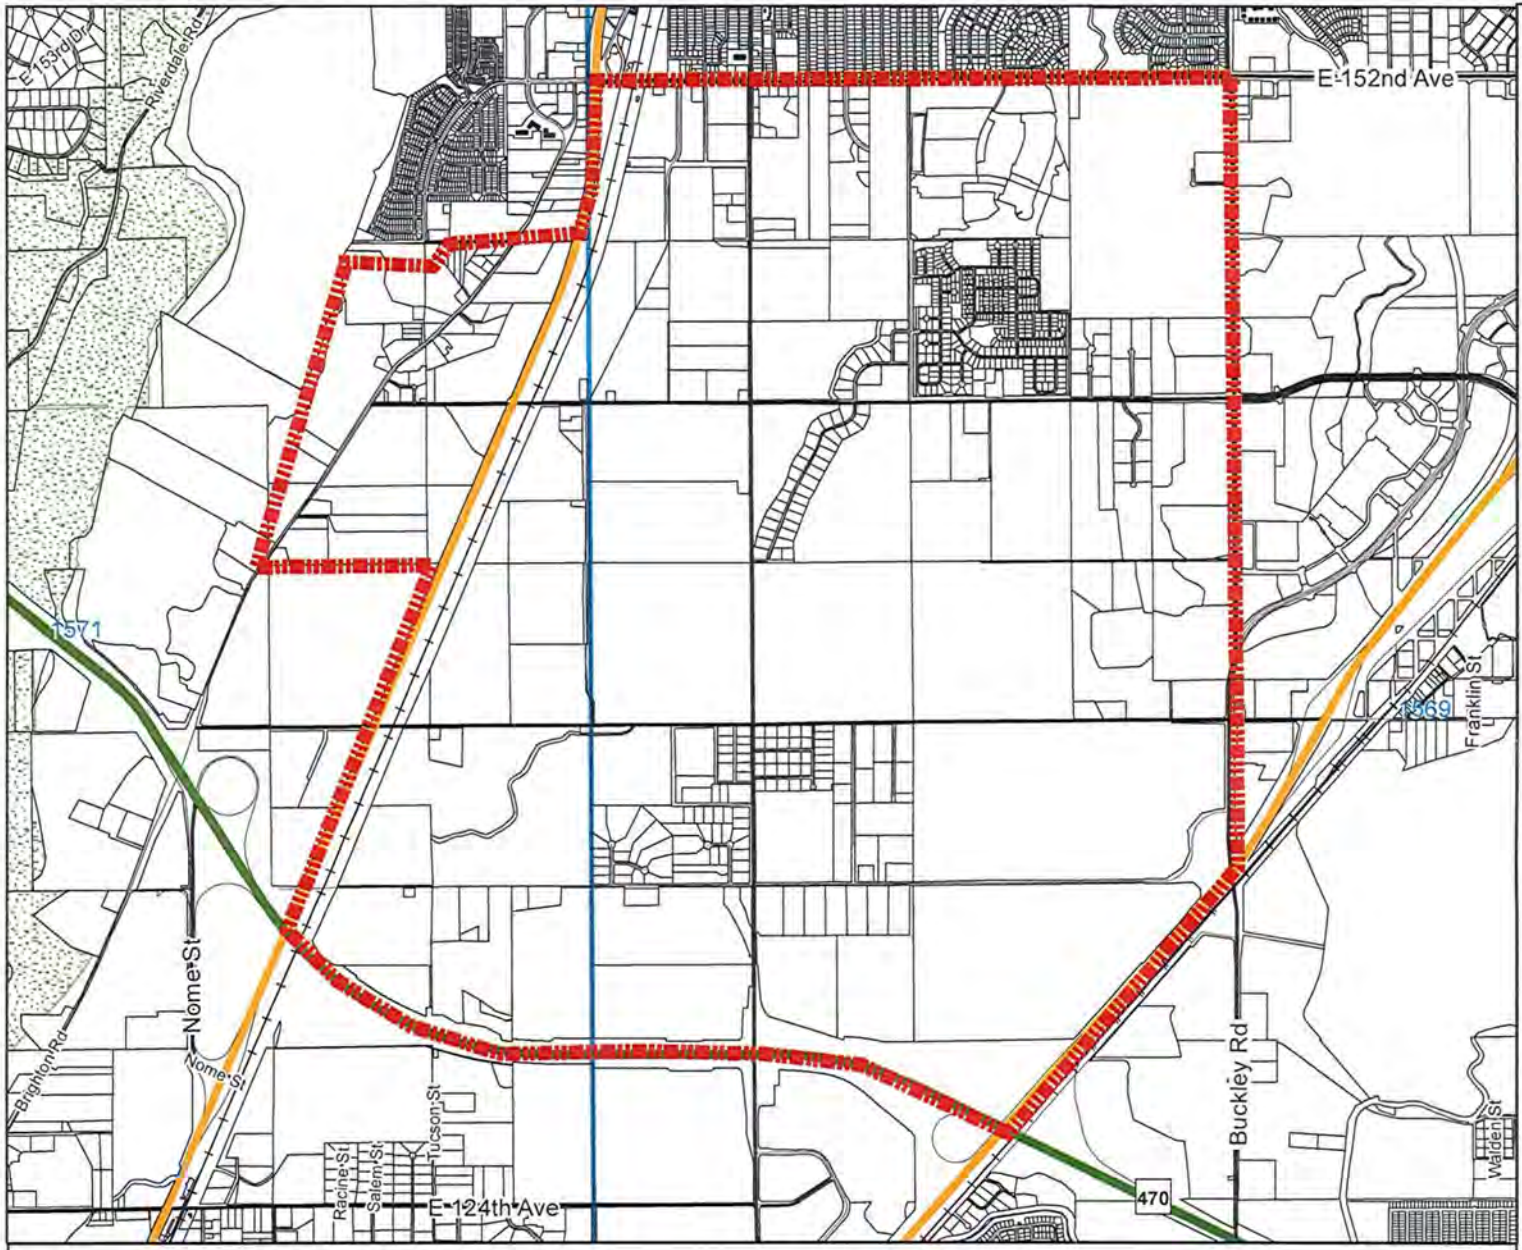 E 153rd Dr
Riverdale Rd
E 152nd Ave
1571
1569
Franklin St
Nome St
Nome St
Brighton Rd
Tucson St
Racine St
Salem St
E 124th Ave
Buckley Rd
470
Walden St